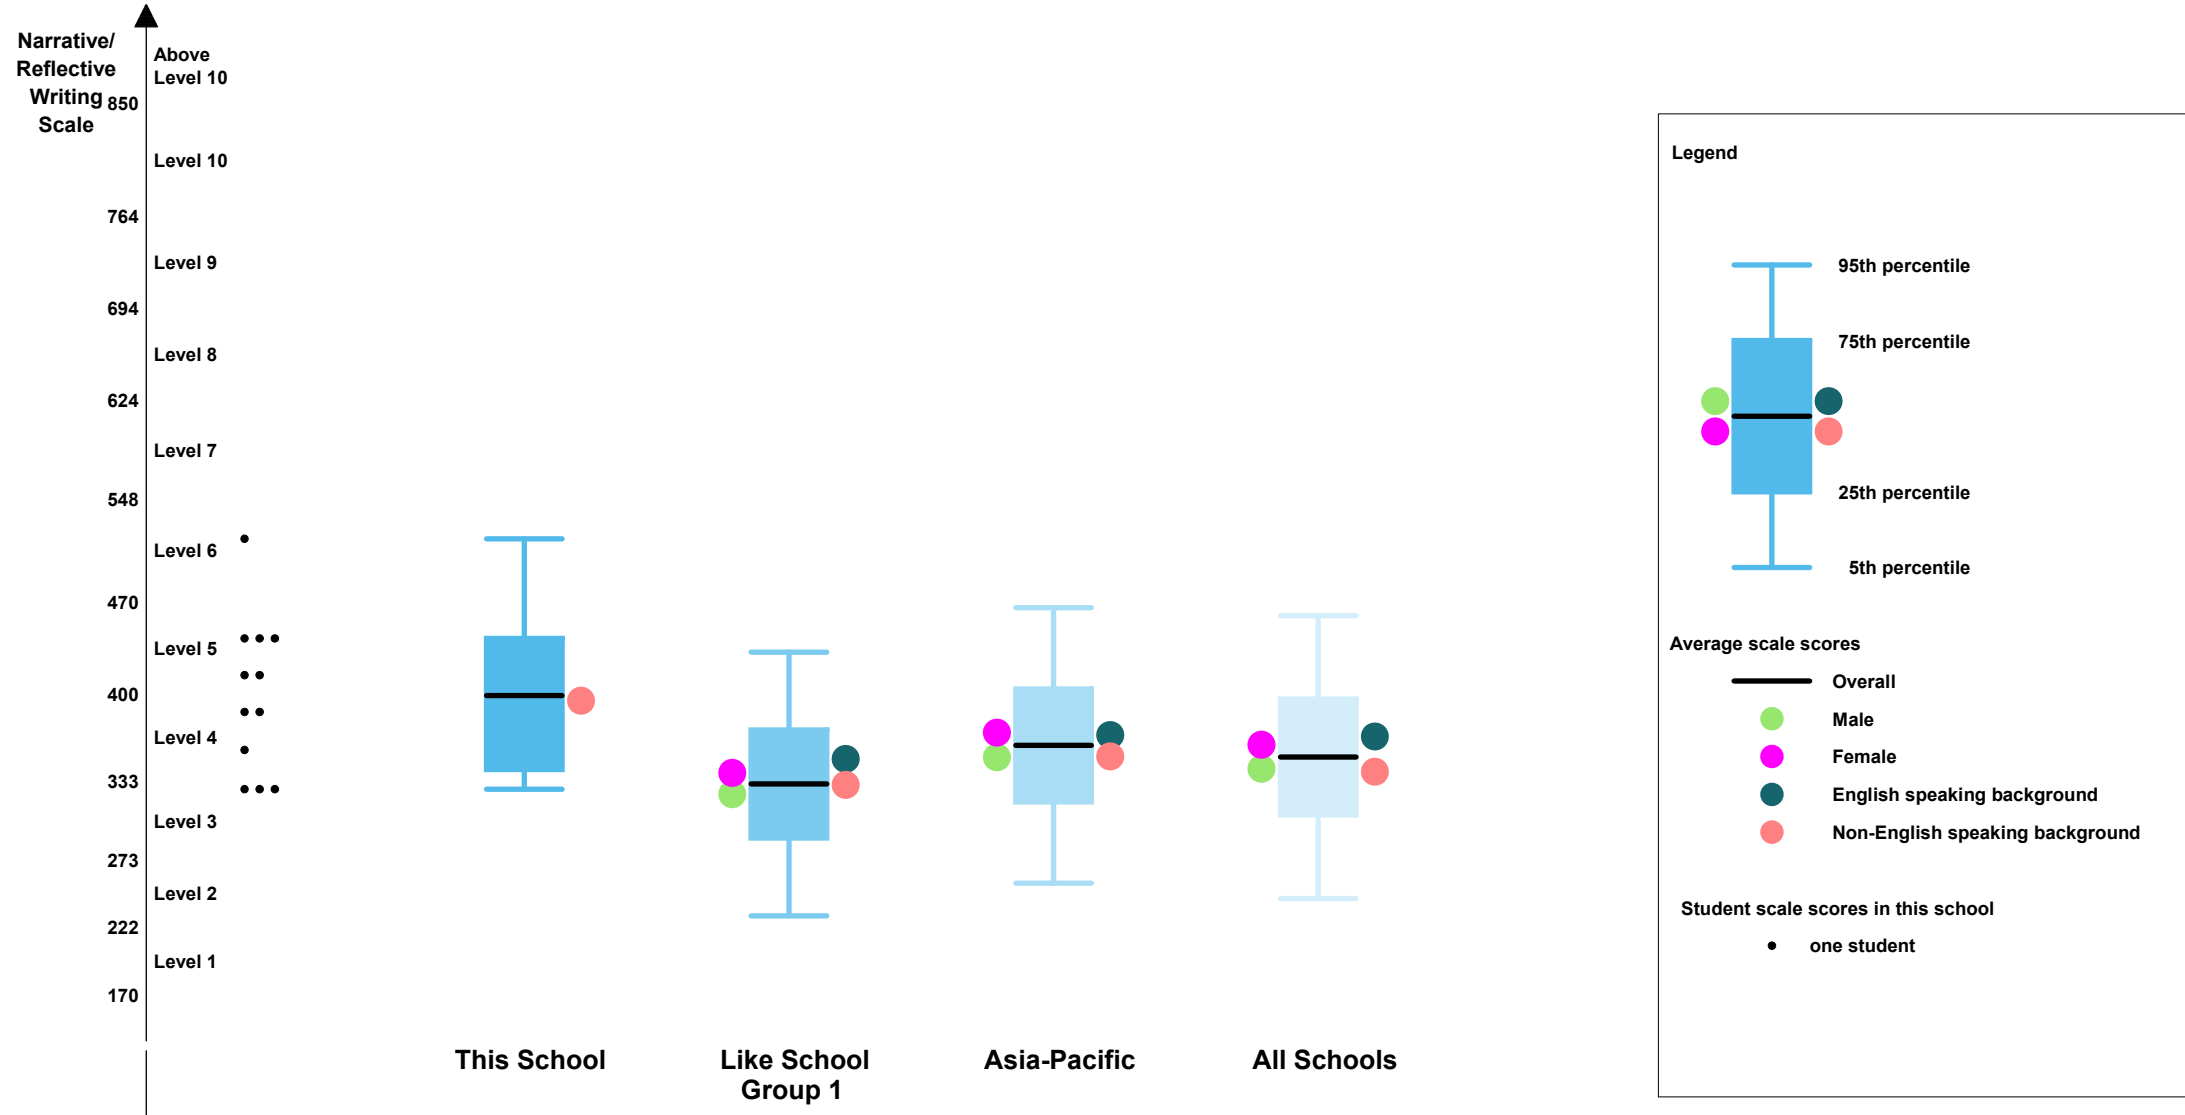 Narrative/
Reflective
Writing
Scale
Above
Level 10
850
Level 10
764
Level 9
694
Level 8
624
Level 7
548
Level 6
470
Level 5
400
Level 4
333
Level 3
273
Level 2
222
Level 1
170
This School
Like School
Group 1
Asia-Pacific
All Schools
Legend
95th percentile
75th percentile
25th percentile
5th percentile
Average scale scores
Overall
Male
Female
English speaking background
Non-English speaking background
Student scale scores in this school
one student